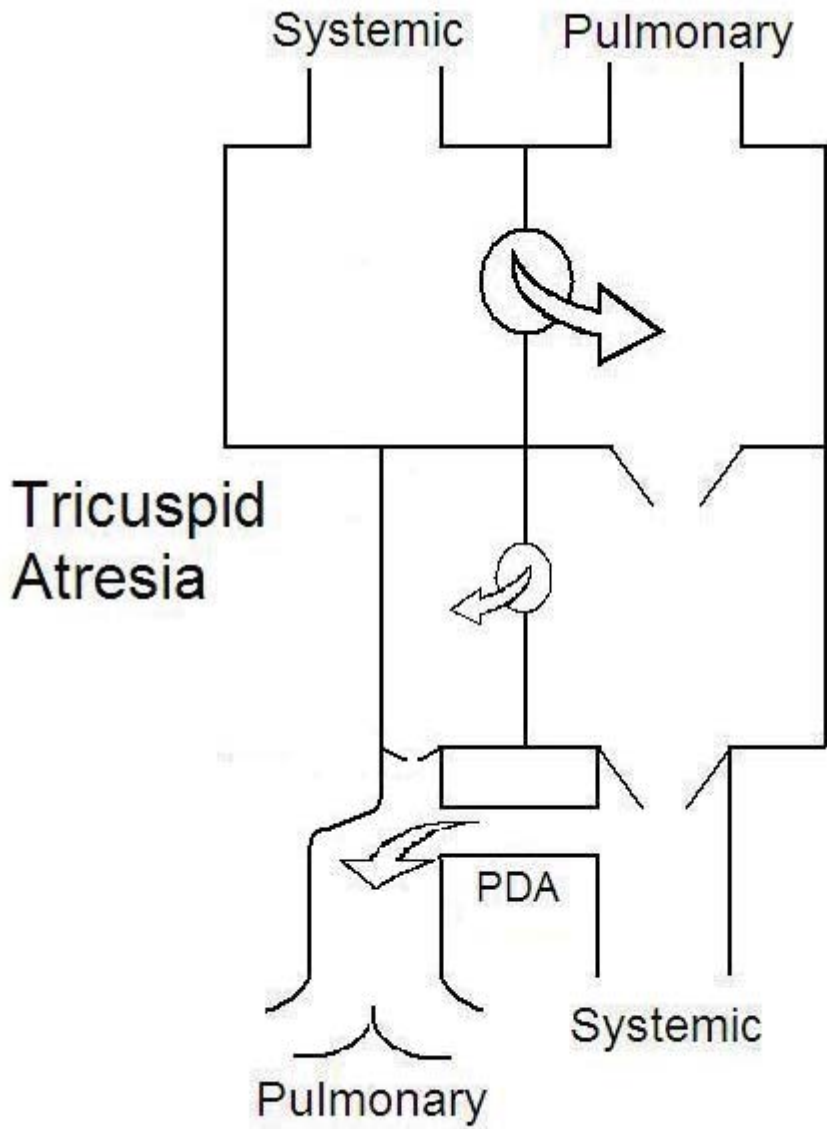 Systemic
Pulmonary
Tricuspid
Atresia
PDA
Systemic
Pulmonary